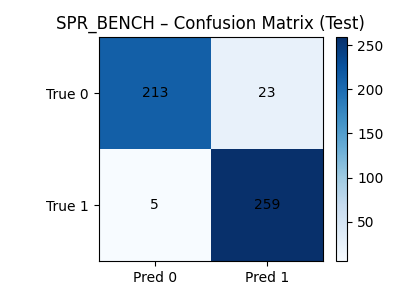 SPR_BENCH – Confusion Matrix (Test)
True 0
213
23
True 1
5
259
Pred 0
Pred 1
250
200
150
100
50